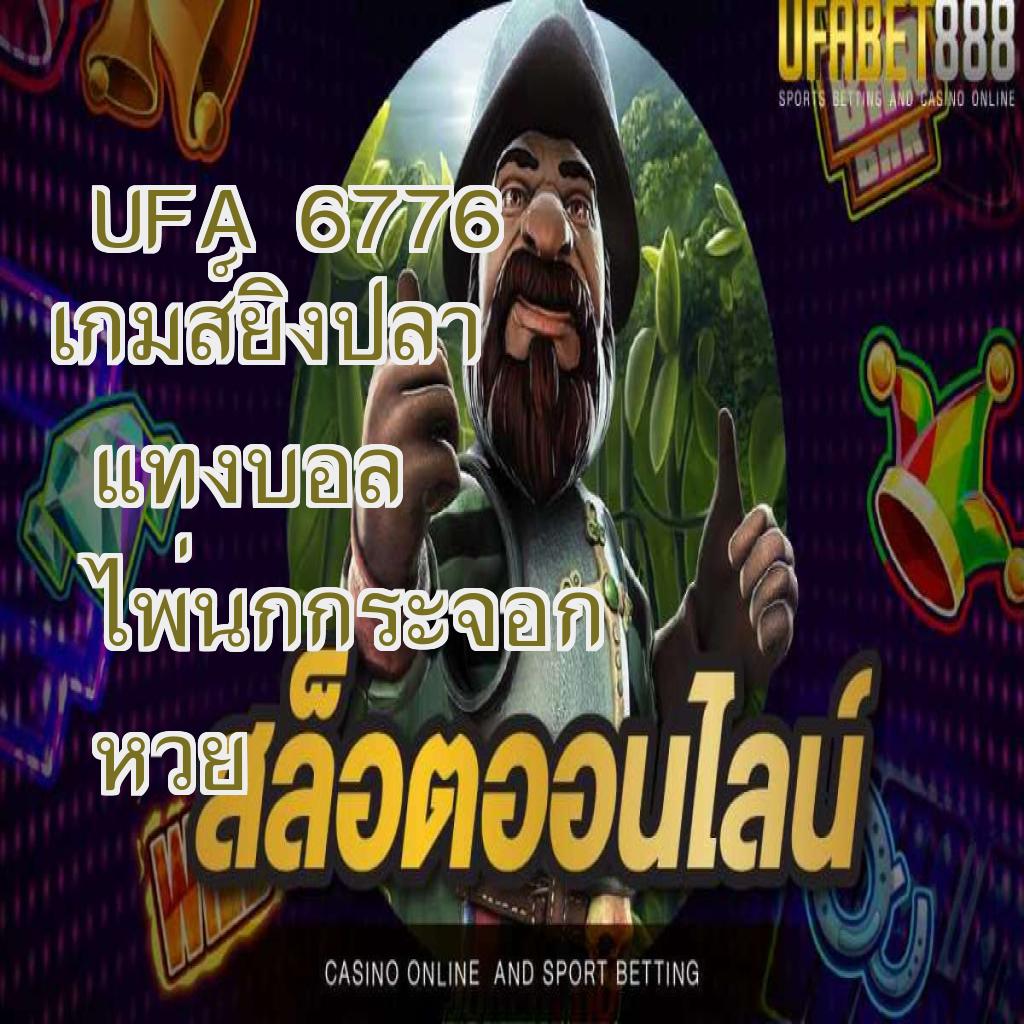 UFABET888
SPORTS BETTING AND CASINO ONLINE
BAR
UFA 6776
เกมส์ยิงปลา
แทงบอล
ไพ่นกกระจอก
หวย
สล็อตออนไลน์
WIN
CASINO ONLINE AND SPORT BETTING